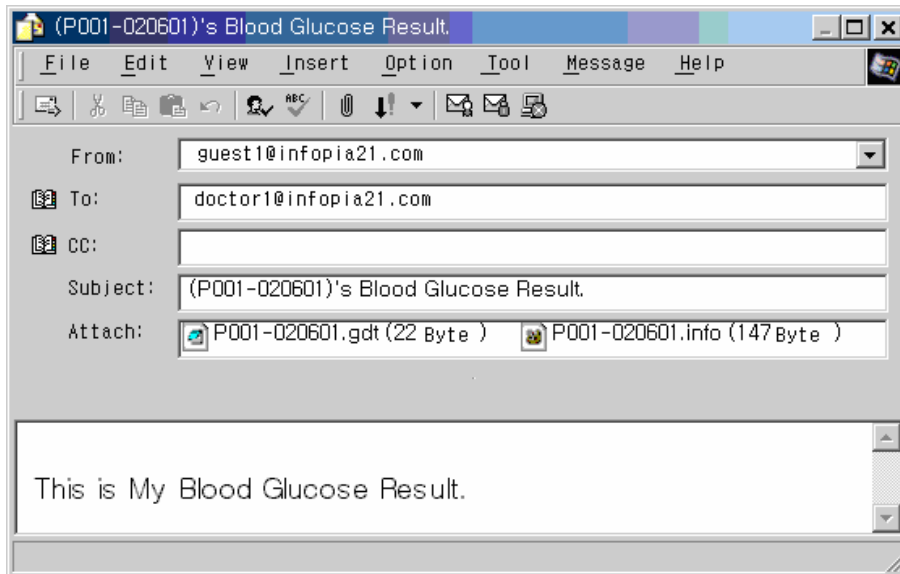 (P001-020601)'s Blood Glucose Result.
File Edit View Insert Option Tool Message Help
ABC
From: guest1@infopia21.com
To: doctor1@infopia21.com
CC:
Subject: (P001-020601)'s Blood Glucose Result.
Attach: P001-020601.gdt (22 Byte ) P001-020601.info (147 Byte )
This is My Blood Glucose Result.